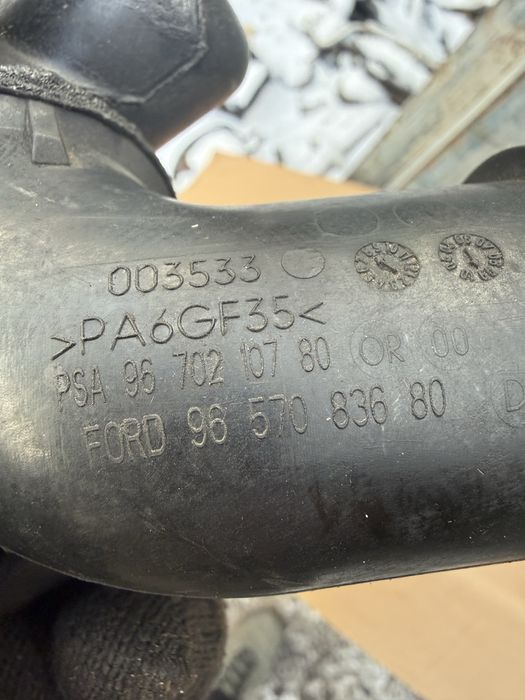 003533
>PA6GF35<
PSA 96 702 107 80 OR 00
FORD 96 570 836 80 D